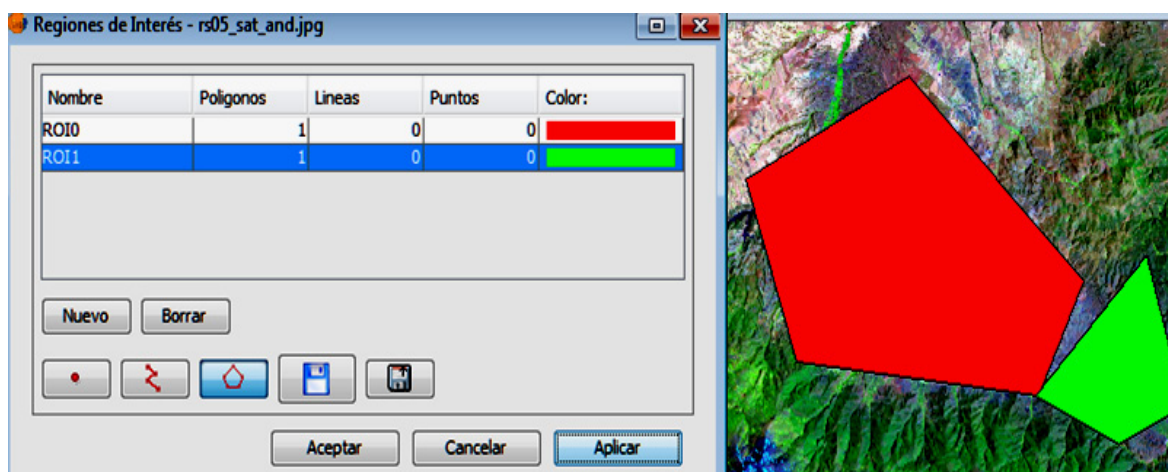 Regiones de Interés - rs05_sat_and.jpg
Nombre Poligonos Lineas Puntos Color:
ROI0 1 0 0
ROI1 1 0 0
Nuevo Borrar
Aceptar Cancelar Aplicar